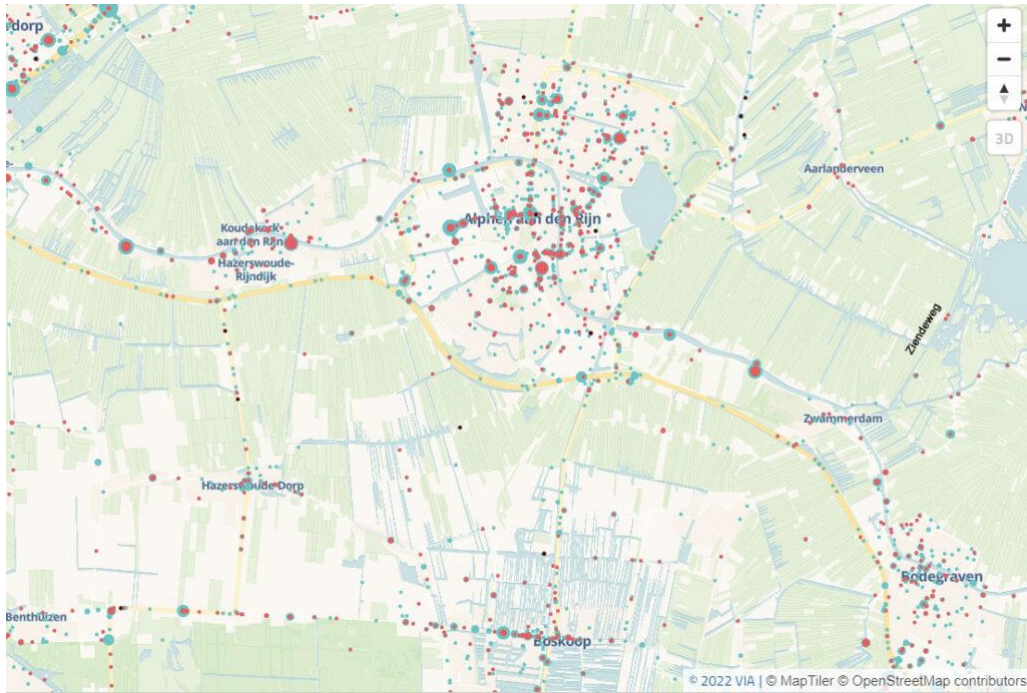 dorp
+
−
3D
Aarlanderveen
Alphen aan den Rijn
Koudekerk
aan den Rijn
Hazerswoude-
Rijndijk
Ziendeweg
Zwammerdam
Hazerswoude Dorp
Bodegraven
Benthuizen
Boskoop
© 2022 VIA | © MapTiler © OpenStreetMap contributors